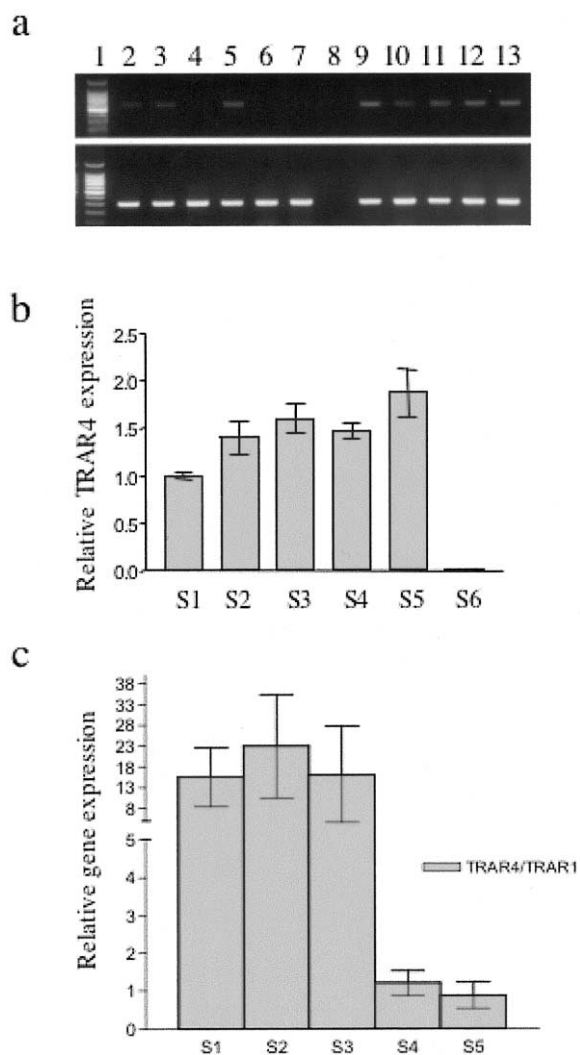 a
1 2 3 4 5 6 7 8 9 10 11 12 13
b
Relative TRAR4 expression
2.5
2.0
1.5
1.0
0.5
0.0
S1 S2 S3 S4 S5 S6
c
Relative gene expression
38
33
28
23
18
13
8
5
4
3
2
1
0
TRAR4/TRAR1
S1 S2 S3 S4 S5